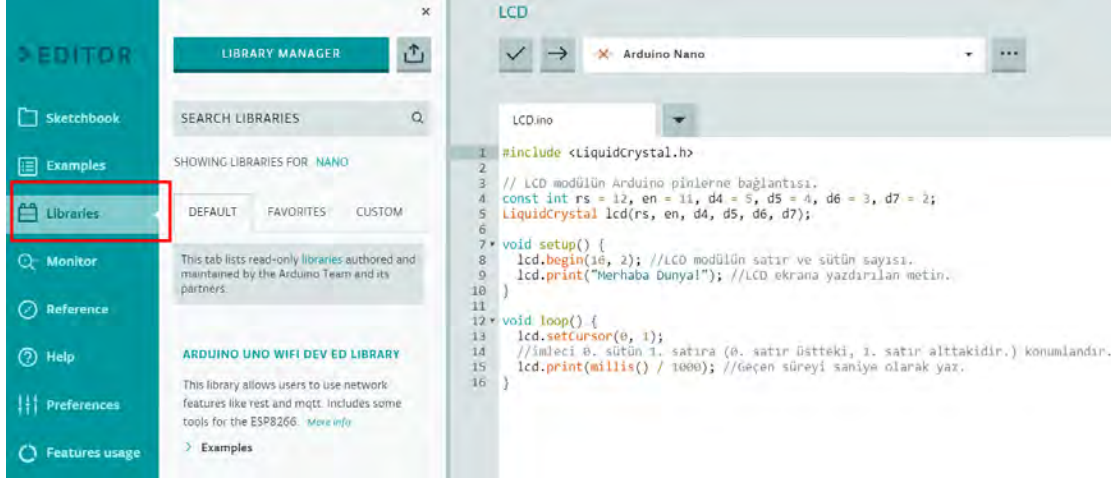 EDITOR
Sketchbook
Examples
Libraries
Monitor
Reference
Help
Preferences
Features usage
×
LIBRARY MANAGER
SEARCH LIBRARIES
SHOWING LIBRARIES FOR NANO
DEFAULT FAVORITES CUSTOM
This tab lists read-only libraries authored and
maintained by the Arduino Team and its
partners.
ARDUINO UNO WIFI DEV ED LIBRARY
This library allows users to use network
features like rest and mqtt. Includes some
tools for the ESP8266. More info
> Examples
LCD
Arduino Nano
LCD.ino
1 #include <LiquidCrystal.h>
2
3 // LCD modülün Arduino pinlerne bağlantısı.
4 const int rs = 12, en = 11, d4 = 5, d5 = 4, d6 = 3, d7 = 2;
5 LiquidCrystal lcd(rs, en, d4, d5, d6, d7);
6
7 void setup() {
8 lcd.begin(16, 2); //LCD modülün satır ve sütün sayısı.
9 lcd.print("Merhaba Dunya!"); //LCD ekrana yazdırılan metin.
10 }
11
12 void loop() {
13 lcd.setCursor(0, 1);
14 //imleci 0. sütün 1. satıra (0. satır üstteki, 1. satır alttakidir.) konumlandır.
15 lcd.print(millis() / 1000); //Geçen süreyi saniye olarak yaz.
16 }